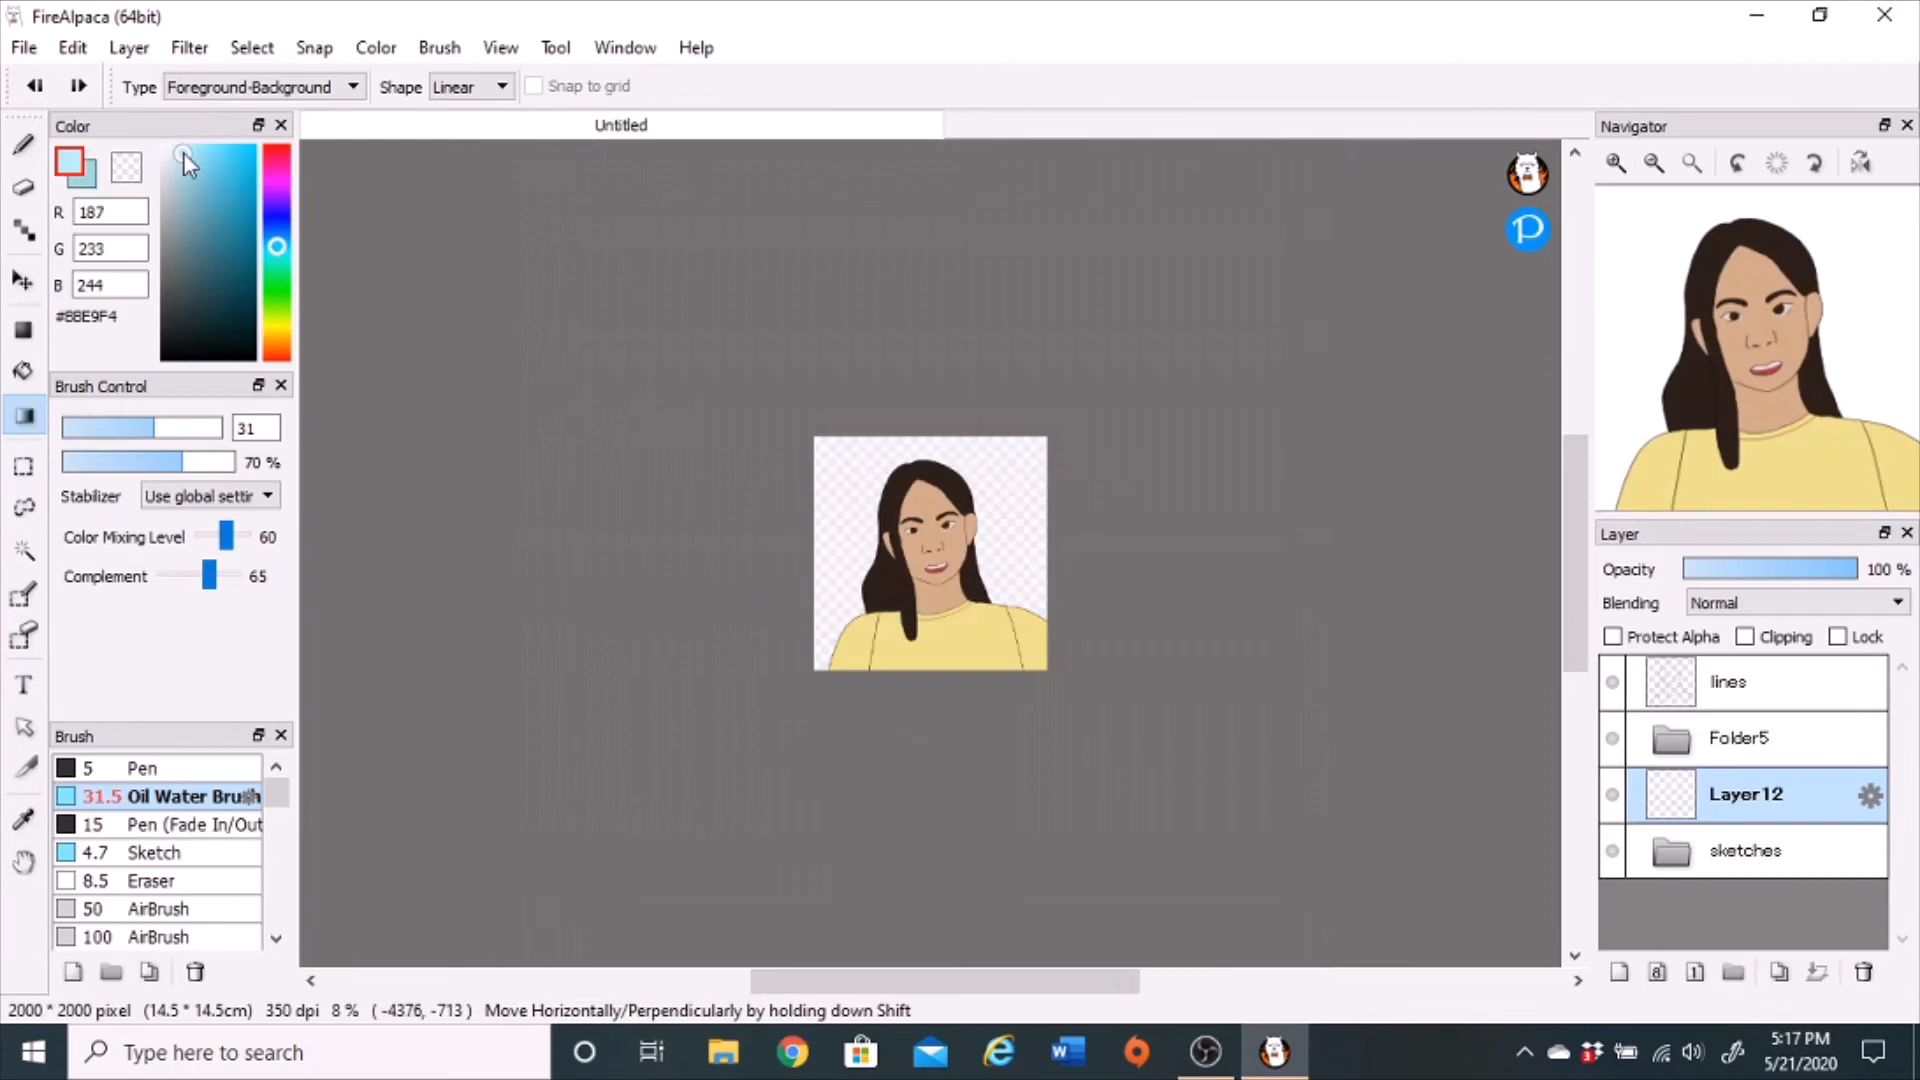 FireAlpaca (64bit)
File Edit Layer Filter Select Snap Color Brush View Tool Window Help
Type Foreground-Background Shape Linear Snap to grid
Color
Untitled
Navigator
R 187
G 233
B 244
#BBE9F4
Brush Control
31
70 %
Stabilizer Use global settir
Color Mixing Level 60
Complement 65
Brush
5 Pen
31.5 Oil Water Brush
15 Pen (Fade In/Out
4.7 Sketch
8.5 Eraser
50 AirBrush
100 AirBrush
P
Layer
Opacity 100 %
Blending Normal
Protect Alpha Clipping Lock
lines
Folder5
Layer12
sketches
8 1
2000 * 2000 pixel (14.5 * 14.5cm) 350 dpi 8 % ( -4376, -713 ) Move Horizontally/Perpendicularly by holding down Shift
Type here to search
3
5:17 PM
5/21/2020